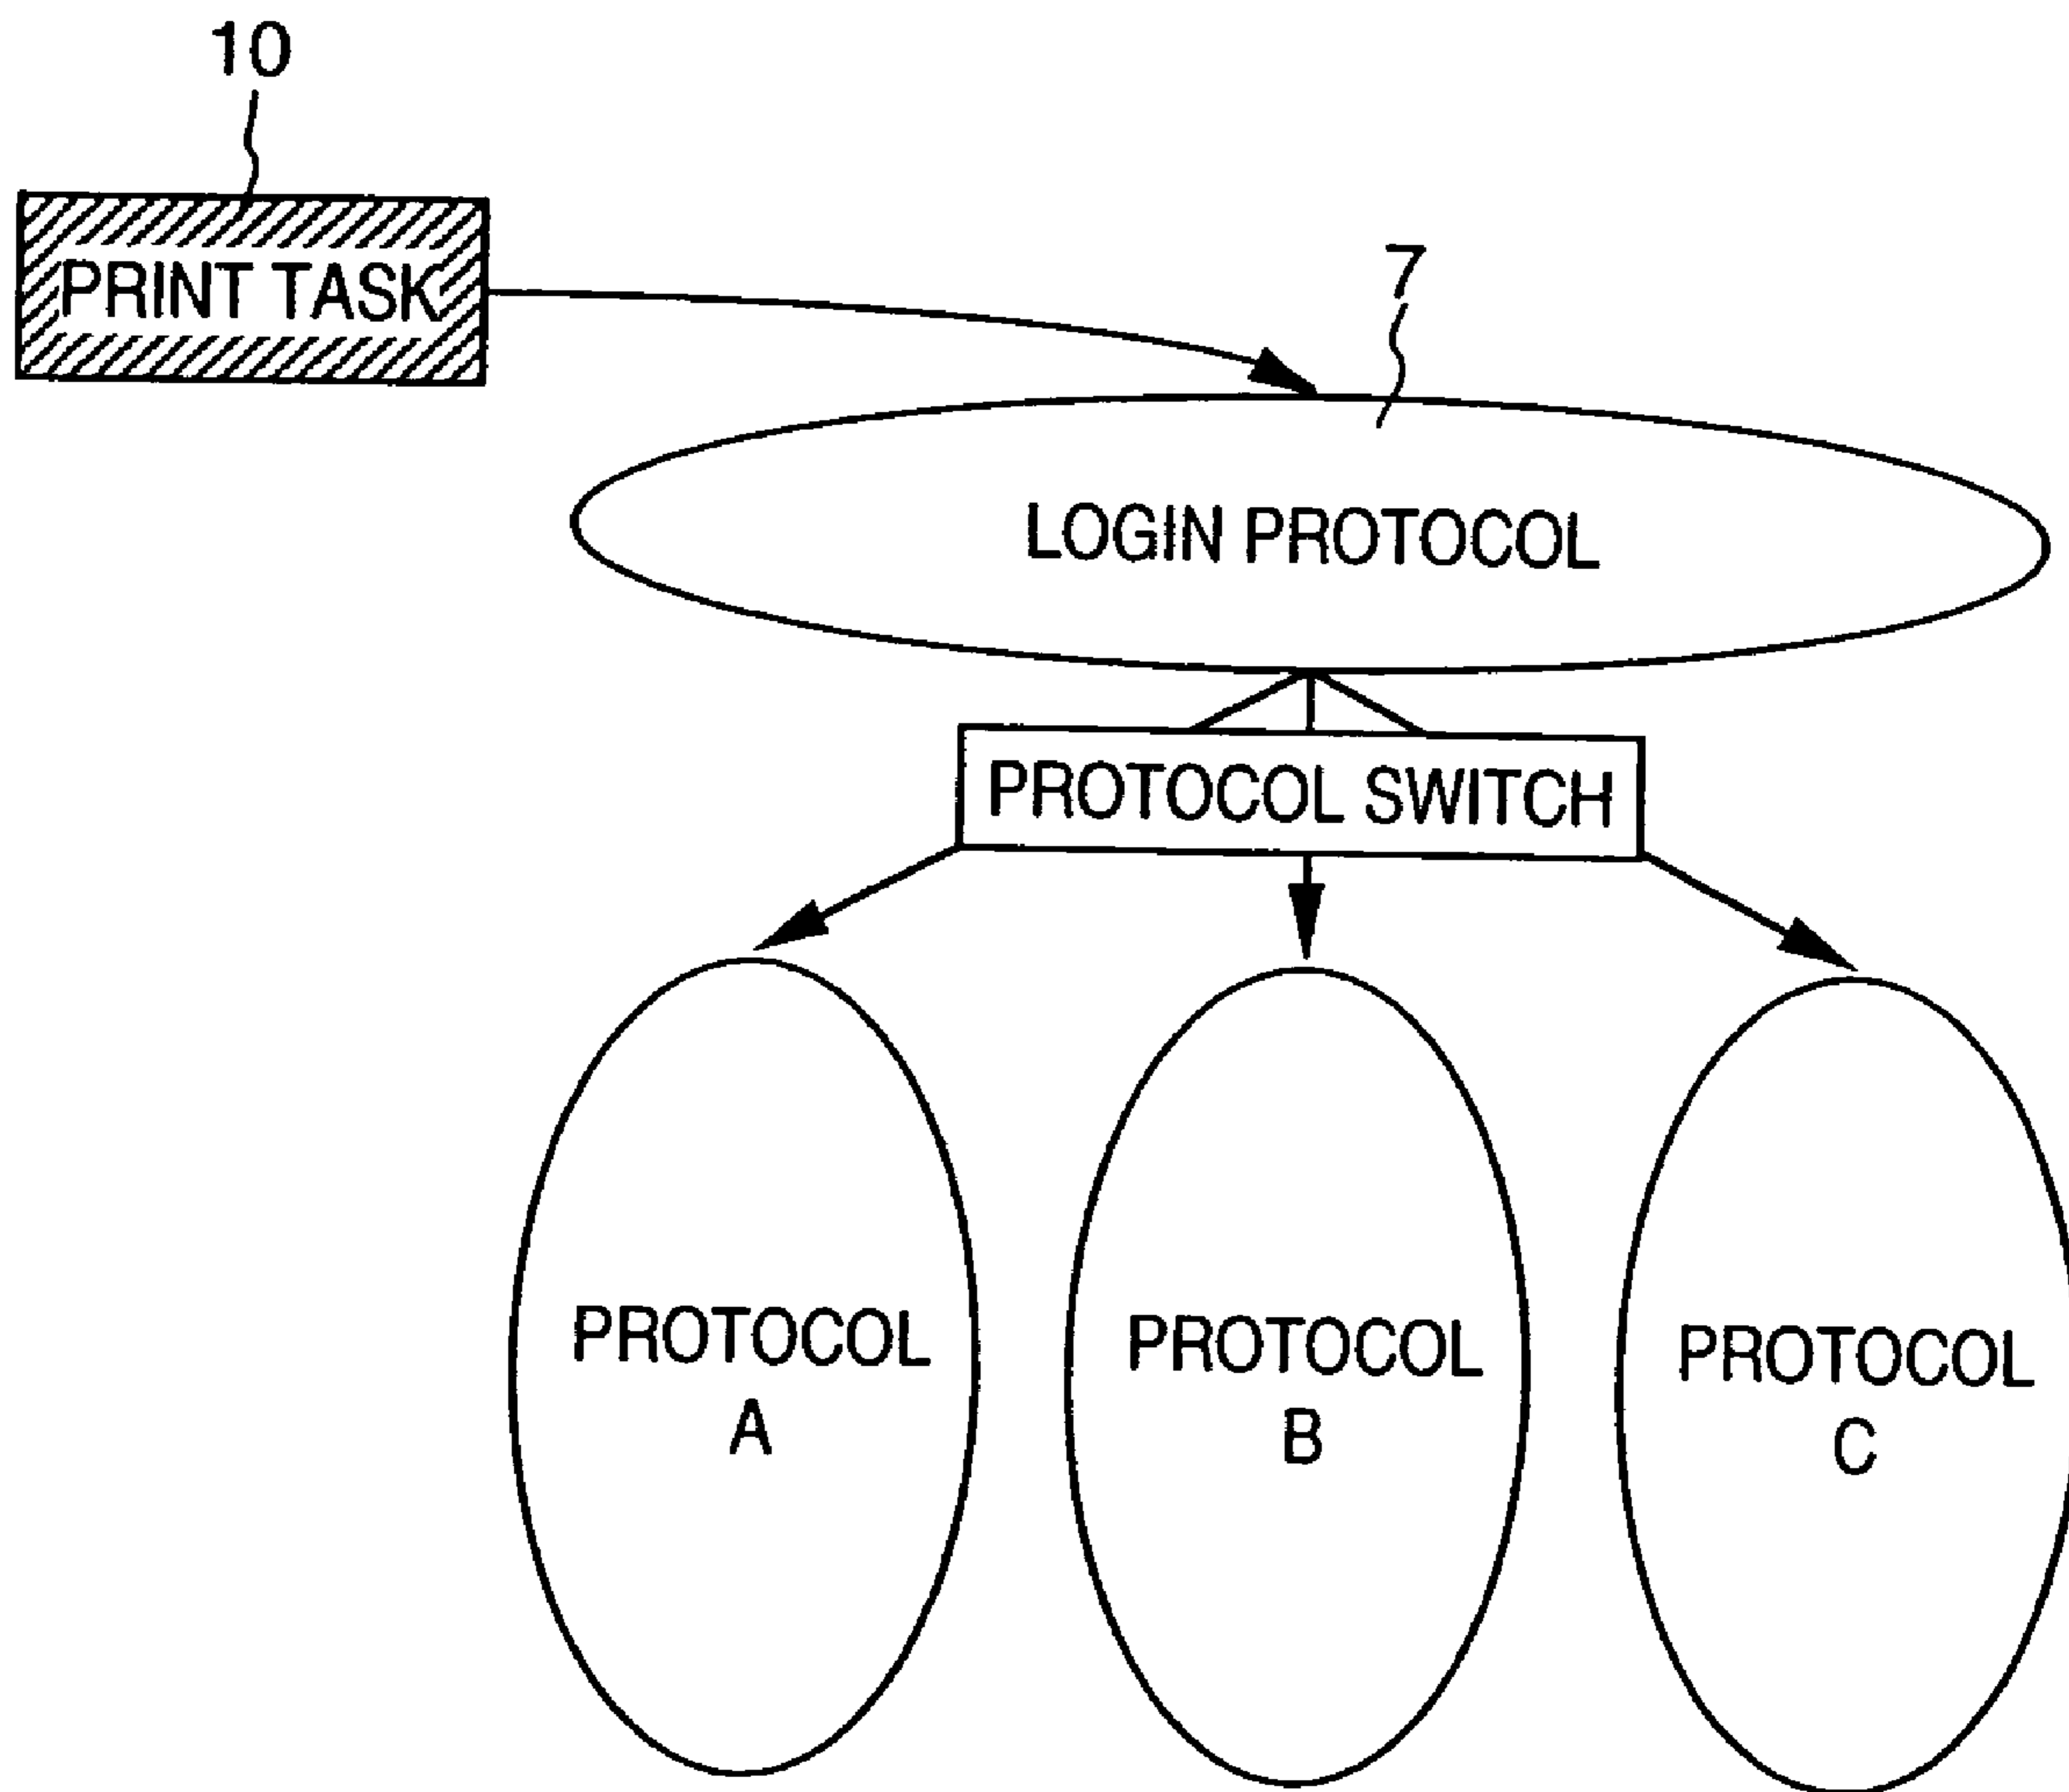 10
PRINT TASK
7
LOGIN PROTOCOL
PROTOCOL SWITCH
PROTOCOL
A
PROTOCOL
B
PROTOCOL
C